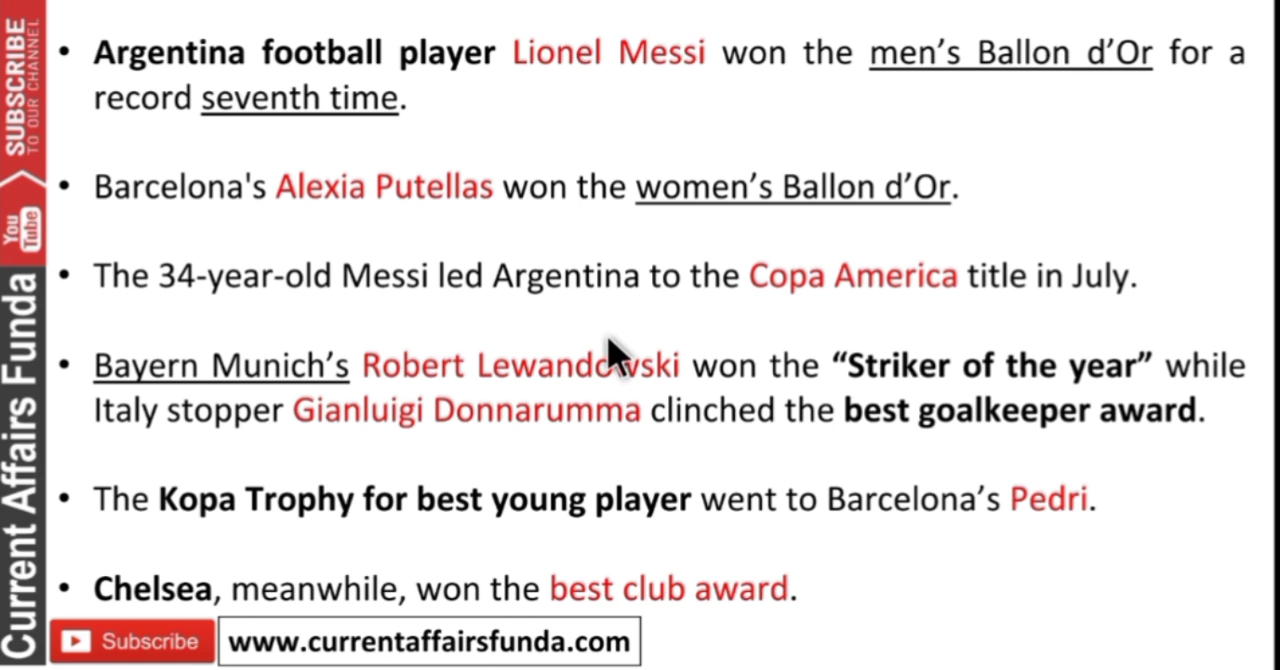 SUBSCRIBE
TO OUR CHANNEL
You
Tube
Current Affairs Funda
• Argentina football player Lionel Messi won the men’s Ballon d’Or for a
record seventh time.
• Barcelona's Alexia Putellas won the women’s Ballon d’Or.
• The 34-year-old Messi led Argentina to the Copa America title in July.
• Bayern Munich’s Robert Lewandowski won the “Striker of the year” while
Italy stopper Gianluigi Donnarumma clinched the best goalkeeper award.
• The Kopa Trophy for best young player went to Barcelona’s Pedri.
• Chelsea, meanwhile, won the best club award.
Subscribe
www.currentaffairsfunda.com